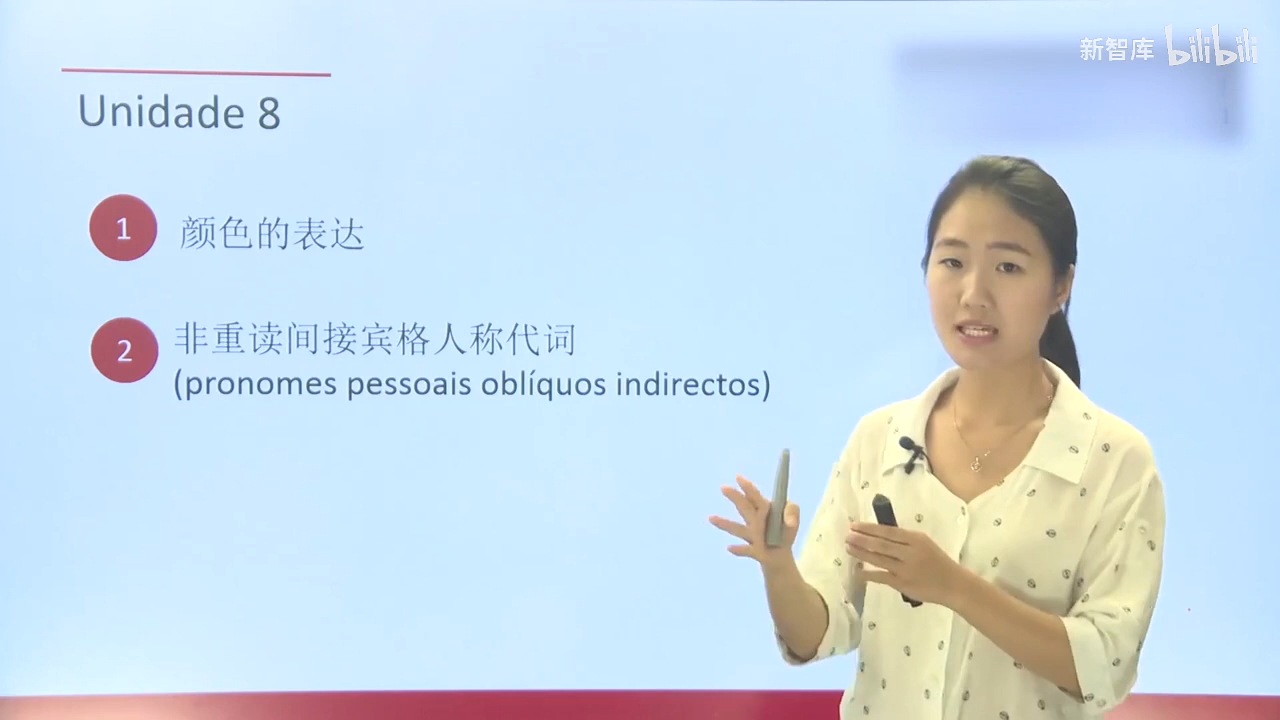 新智库 bilibili
Unidade 8
1 颜色的表达
2 非重读间接宾格人称代词
(pronomes pessoais oblíquos indirectos)